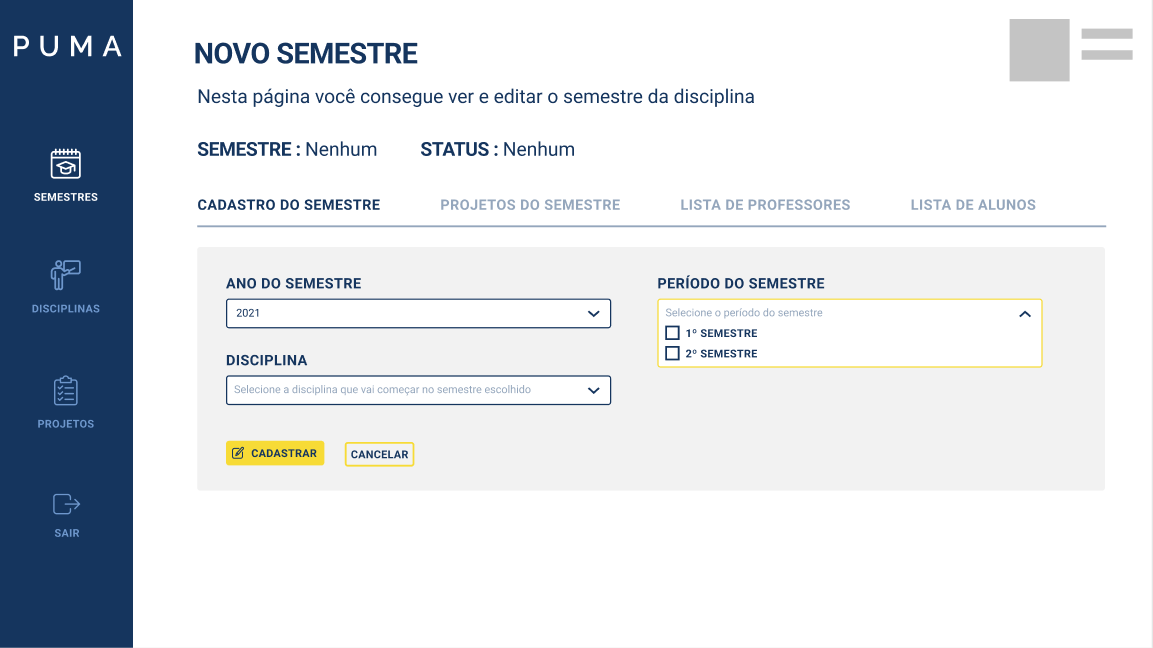 PUMA
SEMESTRES
DISCIPLINAS
PROJETOS
SAIR
NOVO SEMESTRE
Nesta página você consegue ver e editar o semestre da disciplina
SEMESTRE : Nenhum
STATUS : Nenhum
CADASTRO DO SEMESTRE
PROJETOS DO SEMESTRE
LISTA DE PROFESSORES
LISTA DE ALUNOS
ANO DO SEMESTRE
2021
DISCIPLINA
Selecione a disciplina que vai começar no semestre escolhido
PERÍODO DO SEMESTRE
Selecione o período do semestre
1º SEMESTRE
2º SEMESTRE
CADASTRAR
CANCELAR